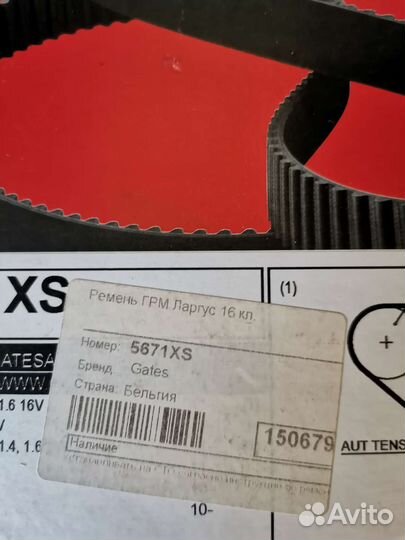 XS
(1)
Ремень ГРМ Ларгус 16 кл.
Номер: 5671XS
Бренд Gates
Страна: Бельгия
150679
Наличие
ATESA
WWW.
1.6 16V
V
1.4, 1.6
AUT TENS
10-
Avito